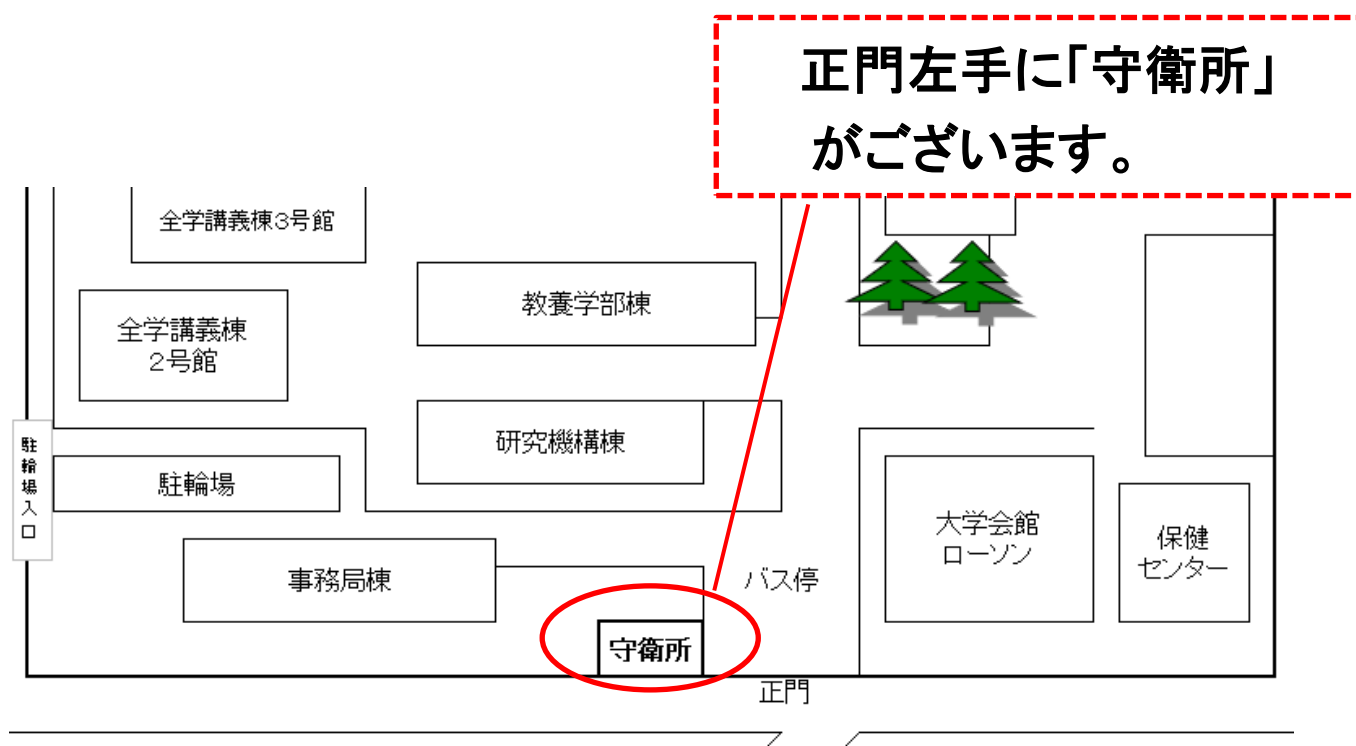 正門左手に「守衛所」
がございます。
全学講義棟3号館
教養学部棟
全学講義棟
2号館
研究機構棟
駐輪場入口
駐輪場
大学会館
ローソン
保健
センター
事務局棟
バス停
守衛所
正門